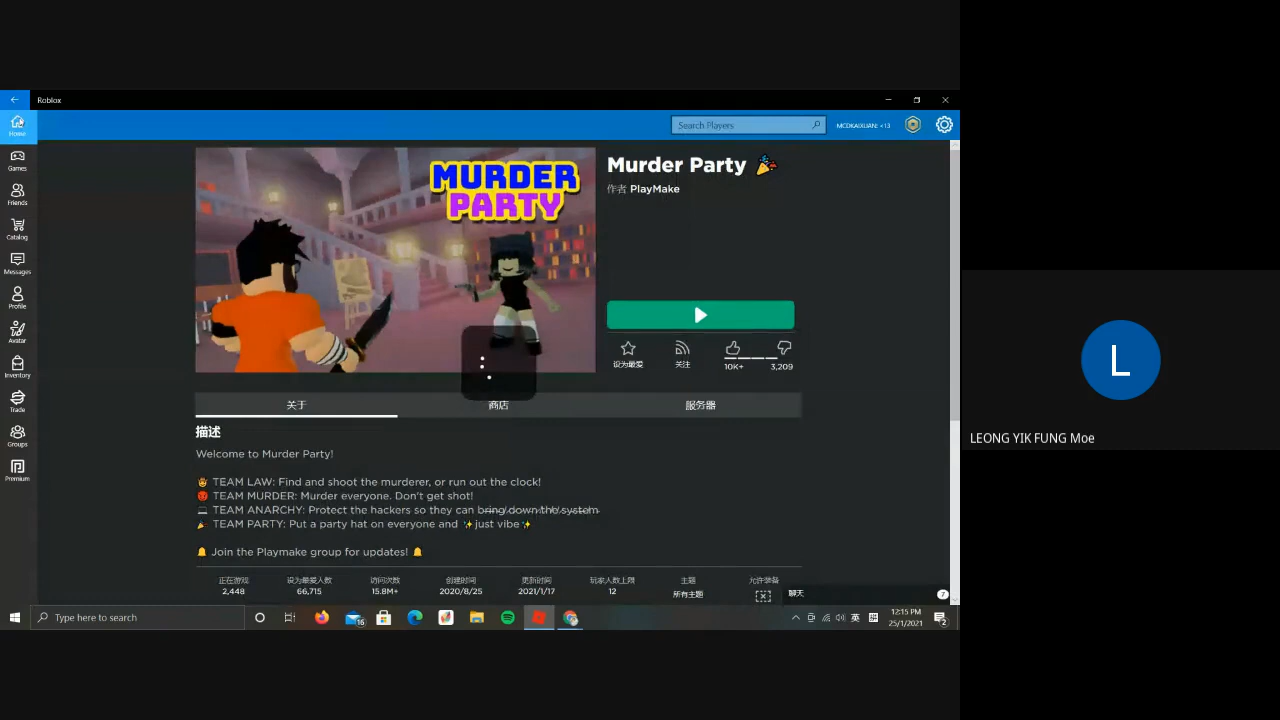 Roblox
Home
Search Players
MCDKAIXUAN: <13
Games
Friends
Catalog
Messages
Profile
Avatar
Inventory
Trade
Groups
Premium
MURDER
PARTY
Murder Party
作者 PlayMake
设为最爱
关注
10K+
3,209
关于
商店
服务器
描述
Welcome to Murder Party!
TEAM LAW: Find and shoot the murderer, or run out the clock!
TEAM MURDER: Murder everyone. Don't get shot!
TEAM ANARCHY: Protect the hackers so they can bring down the system
TEAM PARTY: Put a party hat on everyone and ✨just vibe✨
Join the Playmake group for updates!
正在游戏
2,448
设为最爱人数
66,715
访问次数
15.8M+
创建时间
2020/8/25
更新时间
2021/1/17
玩家人数上限
12
主题
所有主题
允许装备
聊天
7
Type here to search
16
英
拼
12:15 PM
25/1/2021
2
L
LEONG YIK FUNG Moe